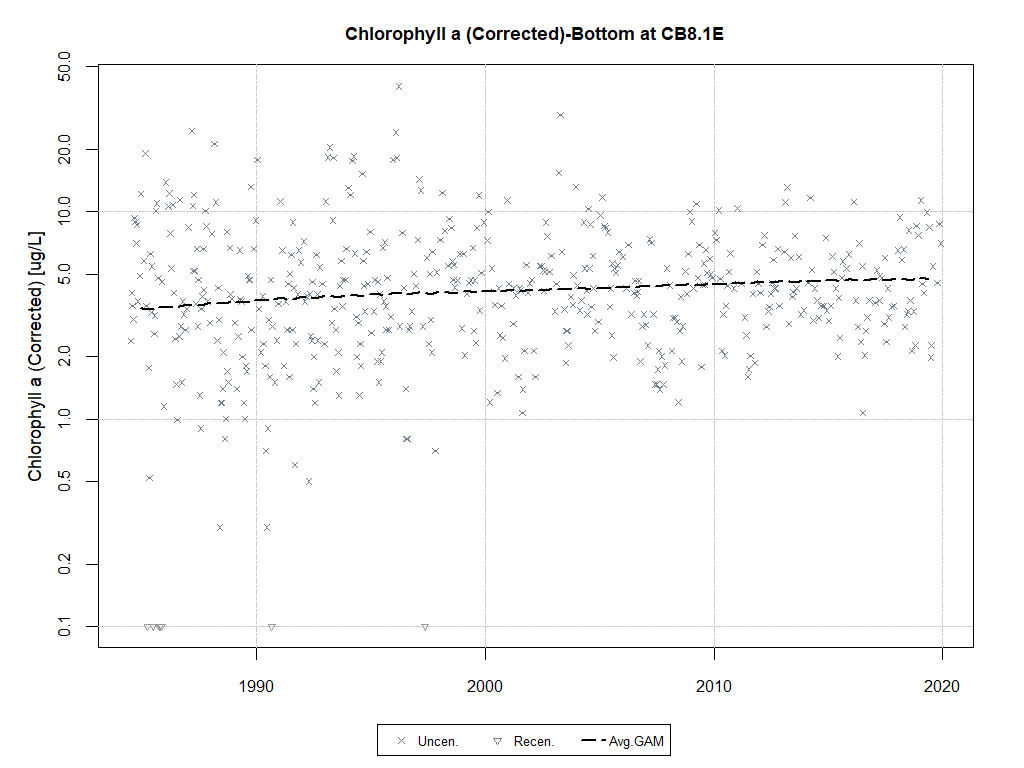 Chlorophyll a (Corrected)-Bottom at CB8.1E
Chlorophyll a (Corrected) [ug/L]
50.0
20.0
10.0
5.0
2.0
1.0
0.5
0.2
0.1
1990 2000 2010 2020
Uncen. Recen. Avg.GAM